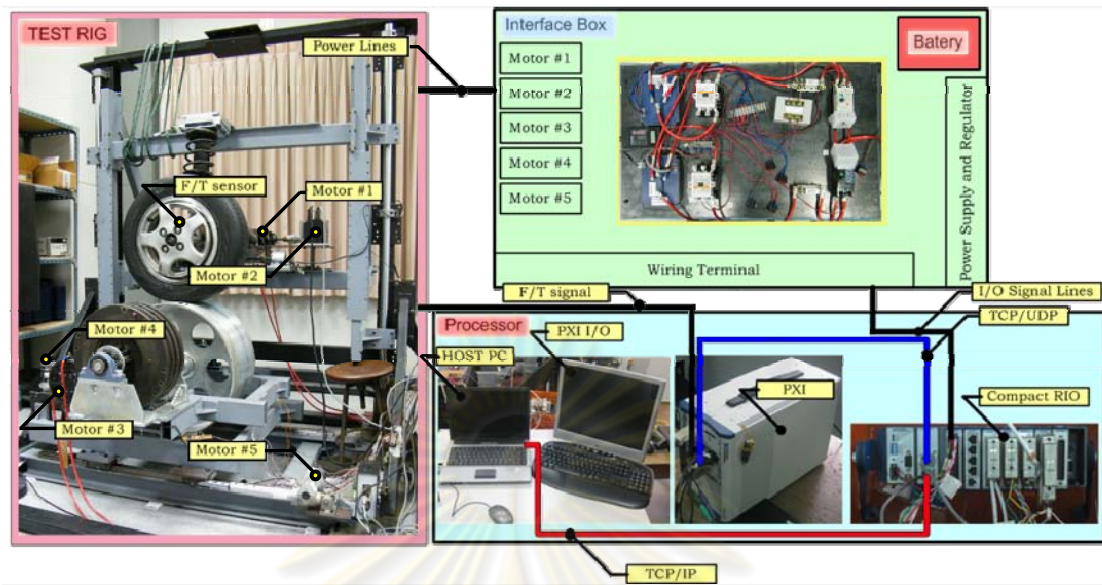 TEST RIG
Power Lines
F/T sensor
Motor #1
Motor #2
Motor #4
Motor #3
Motor #5
Interface Box
Batery
Motor #1
Motor #2
Motor #3
Motor #4
Motor #5
Power Supply and Regulator
Wiring Terminal
F/T signal
I/O Signal Lines
TCP/UDP
Processor
PXI I/O
HOST PC
PXI
Compact RIO
TCP/IP